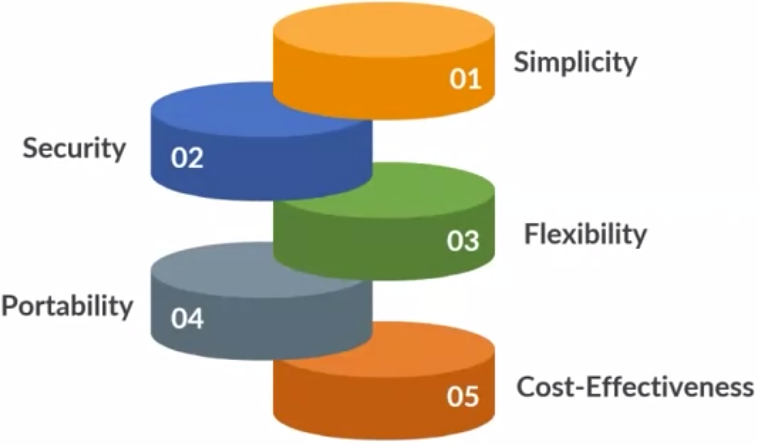 01 Simplicity
Security 02
03 Flexibility
Portability 04
05 Cost-Effectiveness